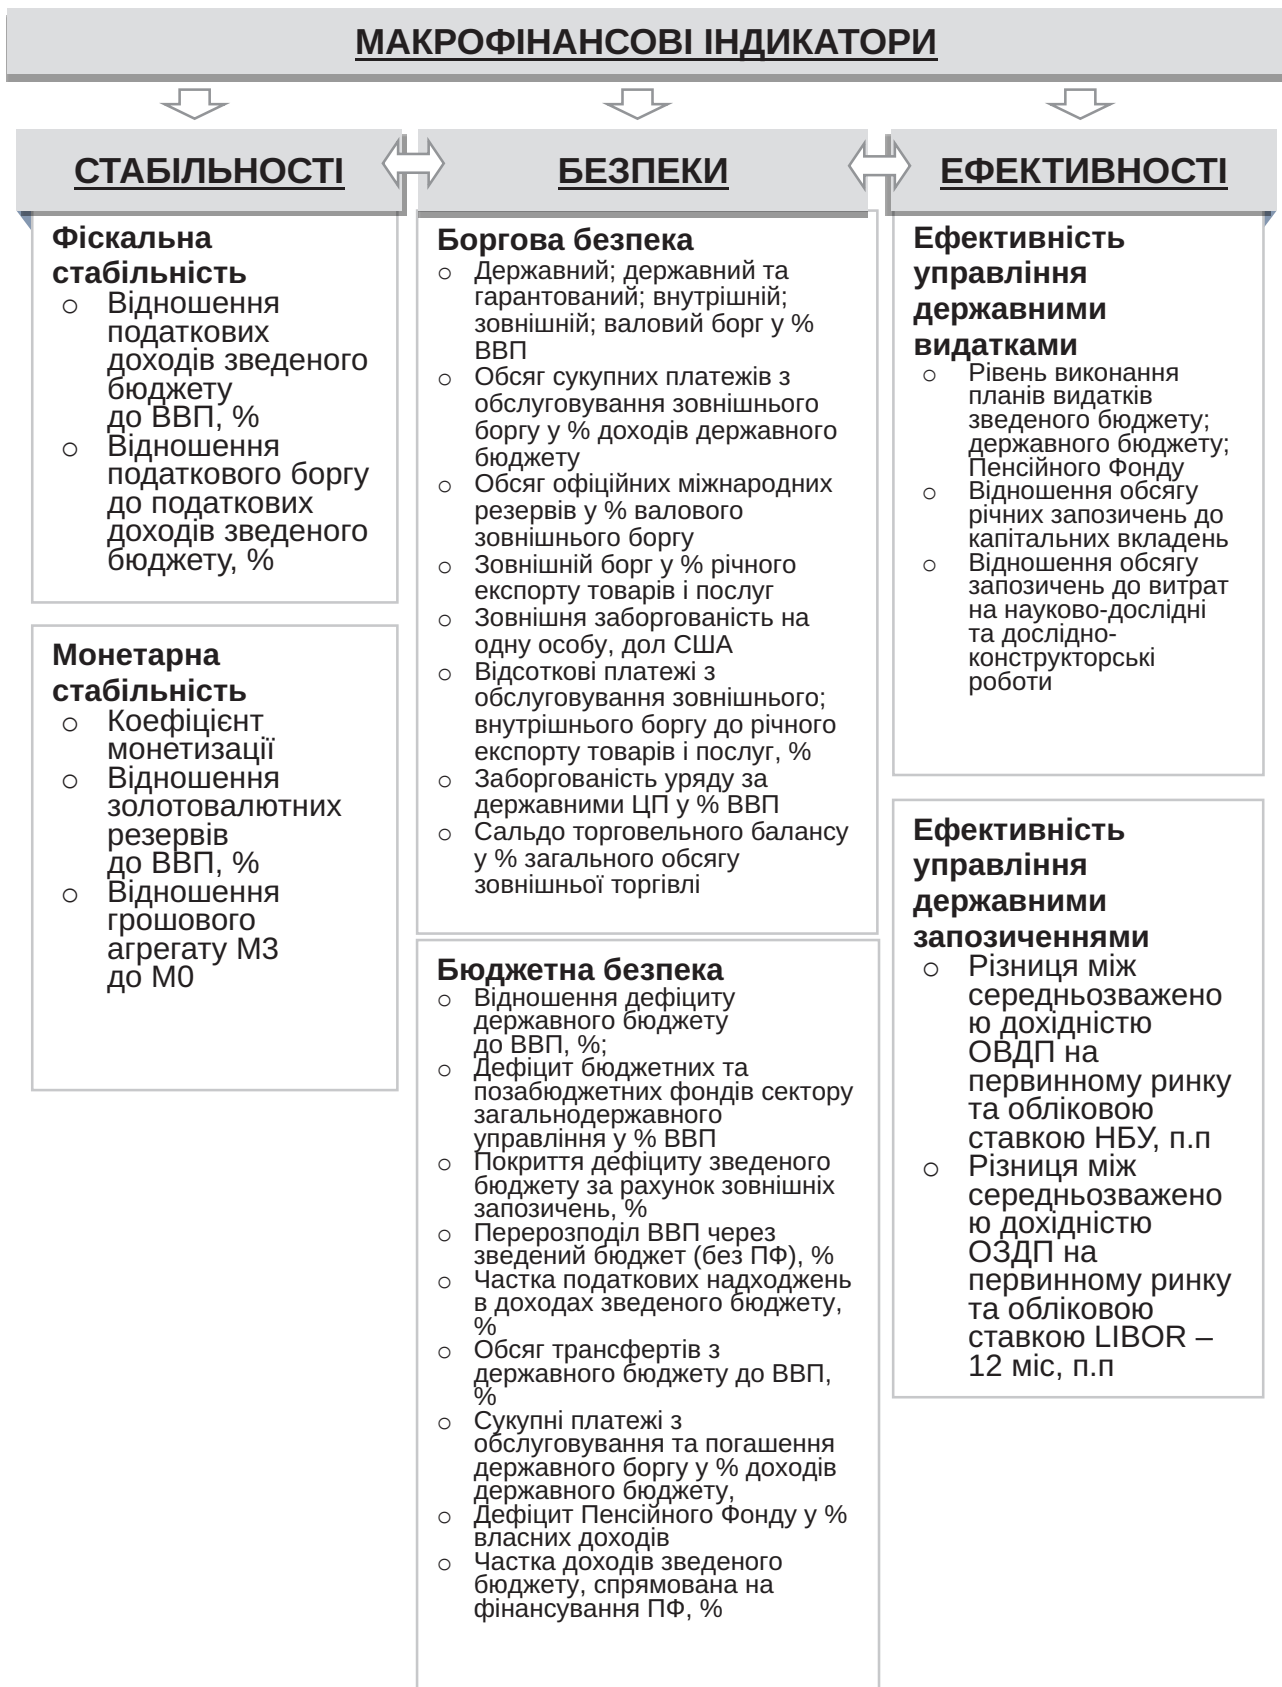 МАКРОФІНАНСОВІ ІНДИКАТОРИ
СТАБІЛЬНОСТІ
БЕЗПЕКИ
ЕФЕКТИВНОСТІ
Фіскальна
стабільність
o Відношення
податкових
доходів зведеного
бюджету
до ВВП, %
o Відношення
податкового боргу
до податкових
доходів зведеного
бюджету, %
Монетарна
стабільність
o Коефіцієнт
монетизації
o Відношення
золотовалютних
резервів
до ВВП, %
o Відношення
грошового
агрегату М3
до М0
Боргова безпека
o Державний; державний та
гарантований; внутрішній;
зовнішній; валовий борг у %
ВВП
o Обсяг сукупних платежів з
обслуговування зовнішнього
боргу у % доходів державного
бюджету
o Обсяг офіційних міжнародних
резервів у % валового
зовнішнього боргу
o Зовнішній борг у % річного
експорту товарів і послуг
o Зовнішня заборгованість на
одну особу, дол США
o Відсоткові платежі з
обслуговування зовнішнього;
внутрішнього боргу до річного
експорту товарів і послуг, %
o Заборгованість уряду за
державними ЦП у % ВВП
o Сальдо торговельного балансу
у % загального обсягу
зовнішньої торгівлі
Бюджетна безпека
o Відношення дефіциту
державного бюджету
до ВВП, %;
o Дефіцит бюджетних та
позабюджетних фондів сектору
загальнодержавного
управління у % ВВП
o Покриття дефіциту зведеного
бюджету за рахунок зовнішніх
запозичень, %
o Перерозподіл ВВП через
зведений бюджет (без ПФ), %
o Частка податкових надходжень
в доходах зведеного бюджету,
%
o Обсяг трансфертів з
державного бюджету до ВВП,
%
o Сукупні платежі з
обслуговування та погашення
державного боргу у % доходів
державного бюджету,
o Дефіцит Пенсійного Фонду у %
власних доходів
o Частка доходів зведеного
бюджету, спрямована на
фінансування ПФ, %
Ефективність
управління
державними
видатками
o Рівень виконання
планів видатків
зведеного бюджету;
державного бюджету;
Пенсійного Фонду
o Відношення обсягу
річних запозичень до
капітальних вкладень
o Відношення обсягу
запозичень до витрат
на науково-дослідні
та дослідно-
конструкторські
роботи
Ефективність
управління
державними
запозиченнями
o Різниця між
середньозважено
ю дохідністю
ОВДП на
первинному ринку
та обліковою
ставкою НБУ, п.п
o Різниця між
середньозважено
ю дохідністю
ОЗДП на
первинному ринку
та обліковою
ставкою LIBOR –
12 міс, п.п